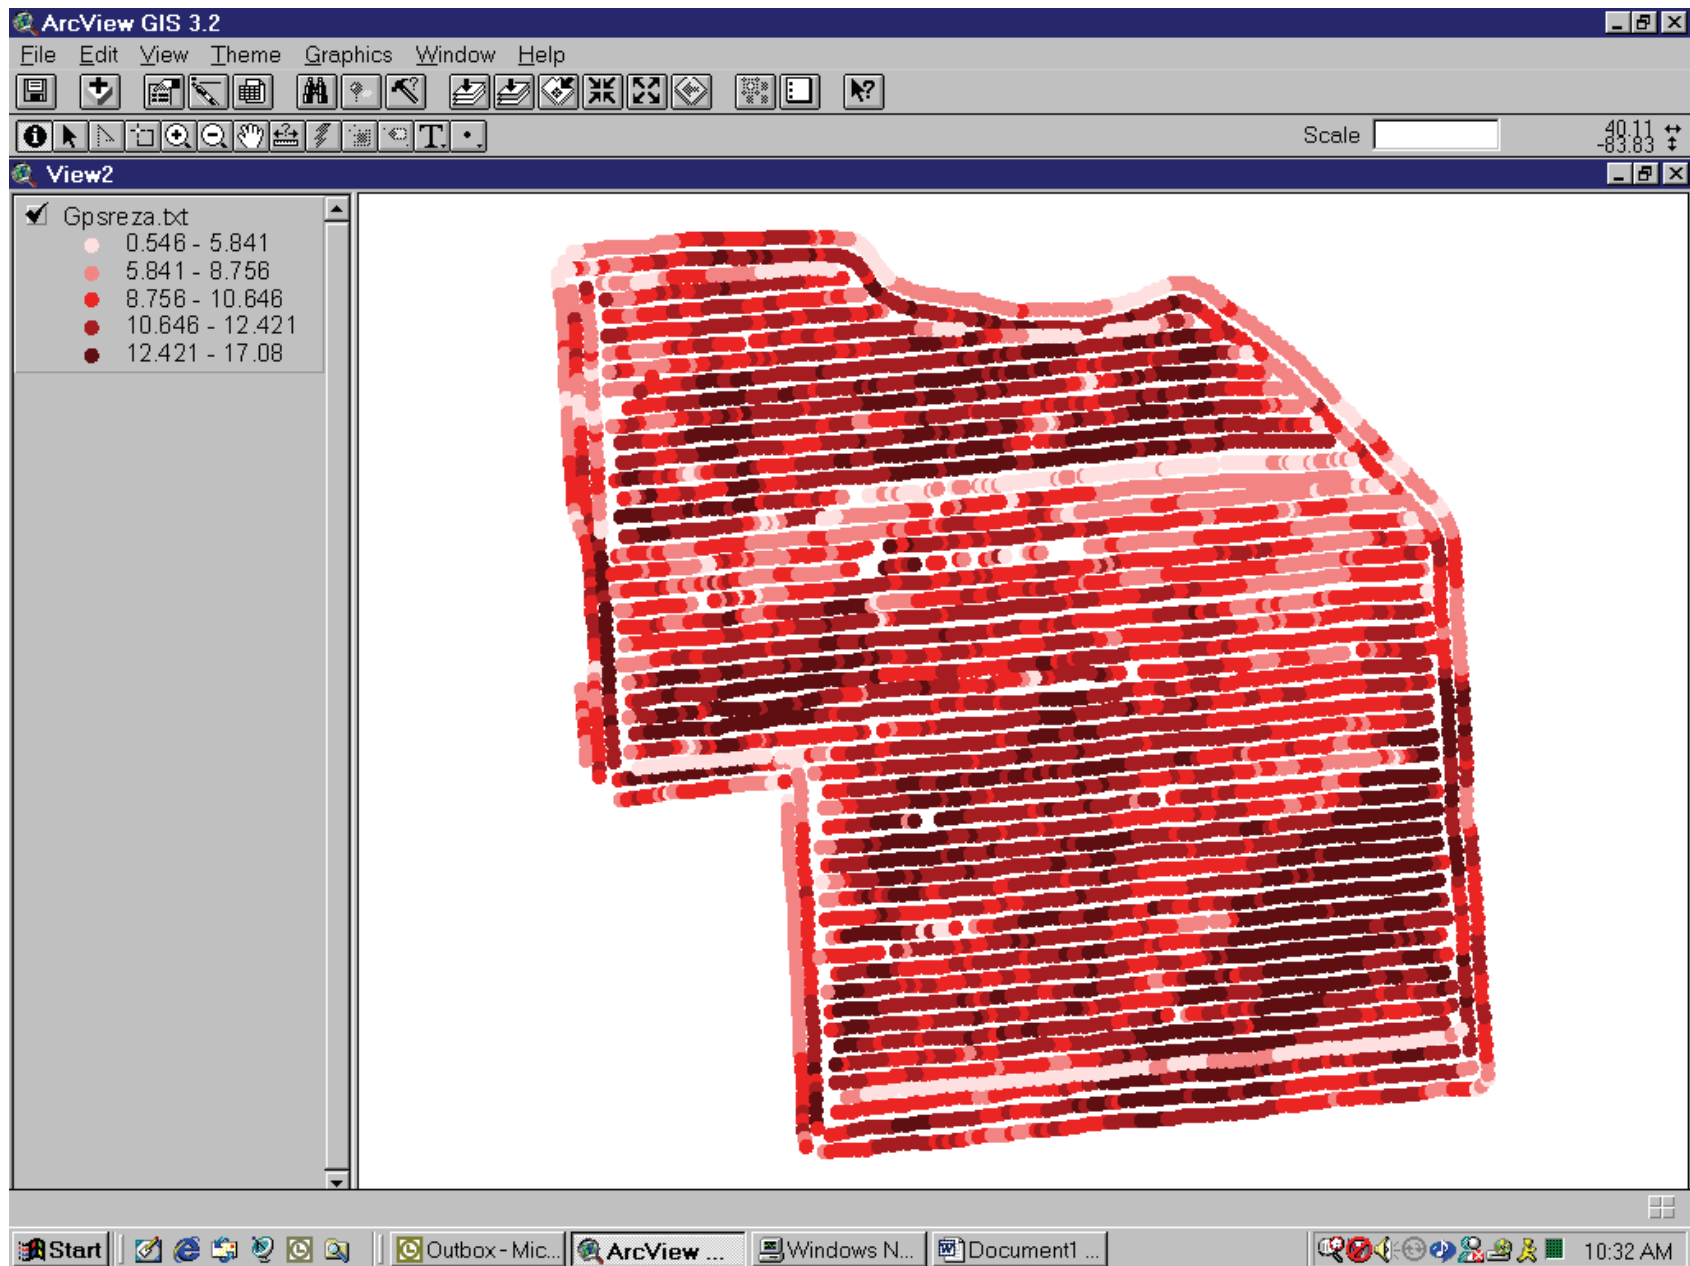 ArcView GIS 3.2
File Edit View Theme Graphics Window Help
Scale
40.11
-83.83
View2
Gpsreza.txt
0.546 - 5.841
5.841 - 8.756
8.756 - 10.646
10.646 - 12.421
12.421 - 17.08
Start Outbox - Mic... ArcView ... Windows N... Document1 ... 10:32 AM